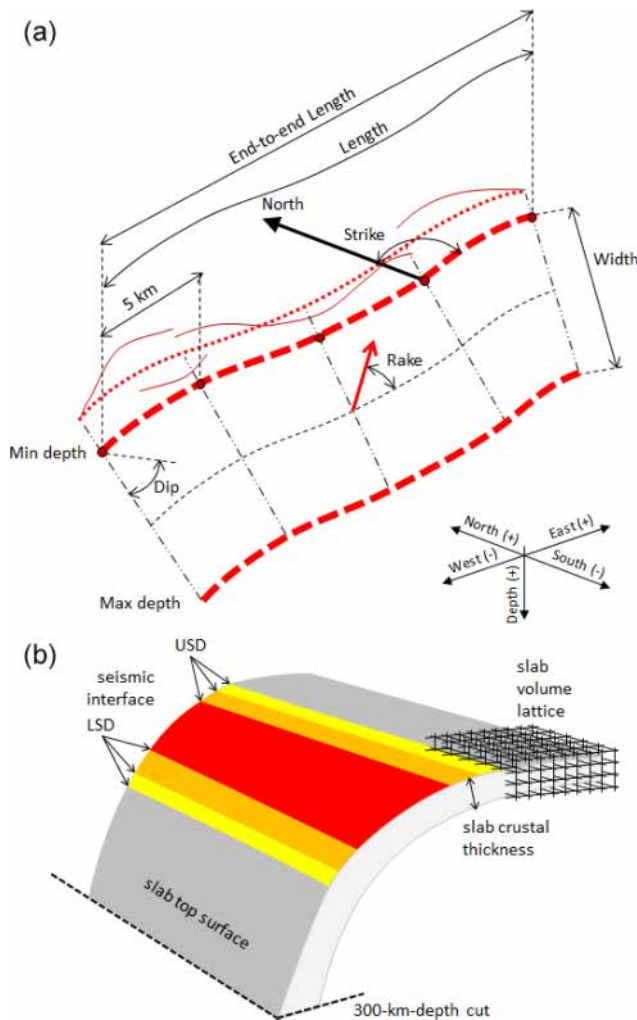 (a)
End-to-end Length
Length
North
Strike
Width
5 km
Rake
Min depth
Dip
Max depth
North (+)
East (+)
West (-)
South (-)
Depth (+)
(b)
USD
seismic
interface
LSD
slab
volume
lattice
slab crustal
thickness
slab top surface
300-km-depth cut